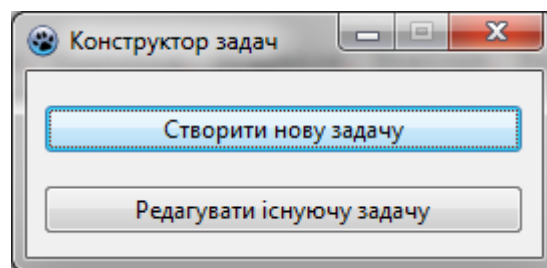 Конструктор задач
Створити нову задачу
Редагувати існуючу задачу